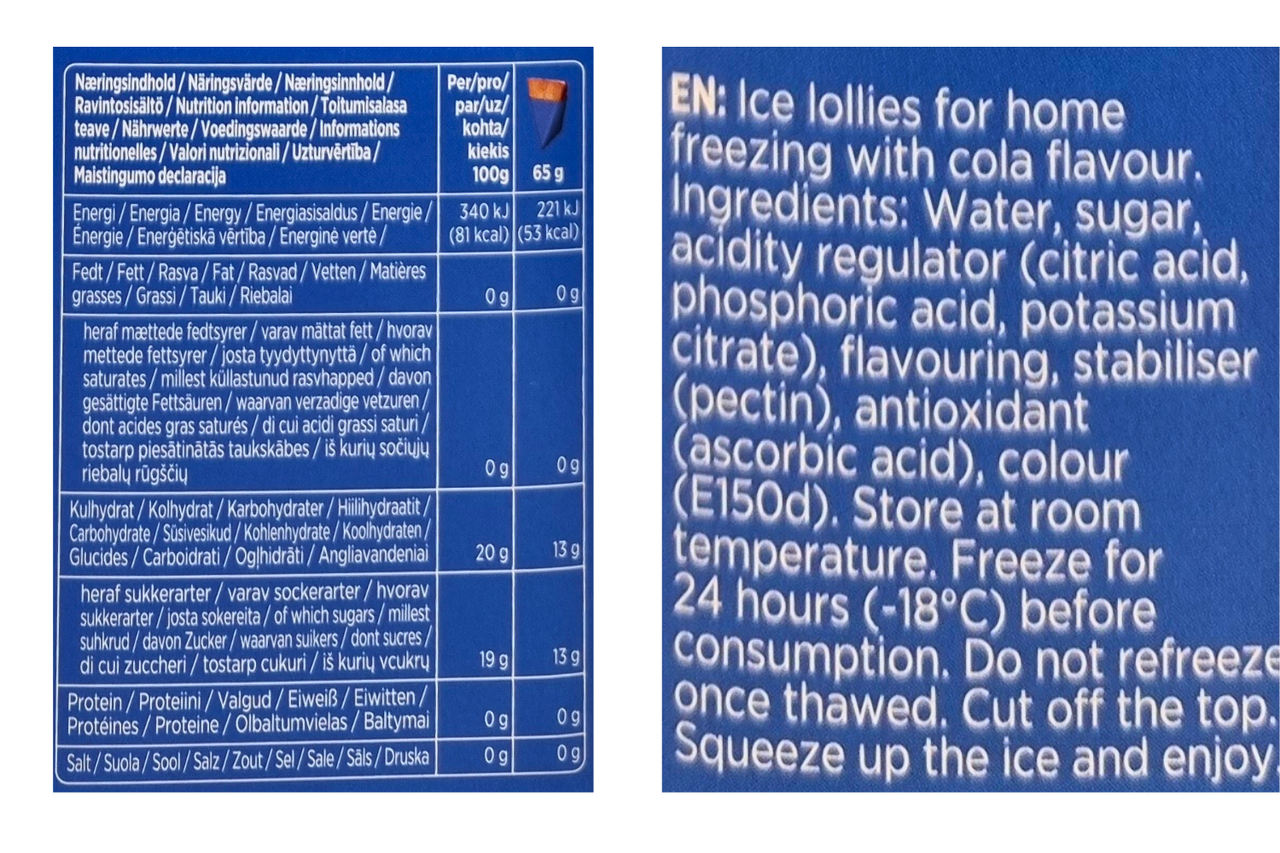 Næringsindhold / Näringsvärde / Næringsinnhold /
Ravintosisältö / Nutrition information / Toitumisalasa
teave / Nährwerte / Voedingswaarde / Informations
nutritionelles / Valori nutrizionali / Uzturvērtība /
Maistingumo declaracija
Per/pro/
par/uz/
kohta/
kiekis
100g
65 g
Energi / Energia / Energy / Energiasisaldus / Energie /
Énergie / Enerģētiskā vērtība / Energinė vertė /
340 kJ
(81 kcal)
221 kJ
(53 kcal)
Fedt / Fett / Rasva / Fat / Rasvad / Vetten / Matières
grasses / Grassi / Tauki / Riebalai
0 g
0 g
heraf mættede fedtsyrer / varav mättat fett / hvorav
mettede fettsyrer / josta tyydyttynyttä / of which
saturates / millest küllastunud rasvhapped / davon
gesättigte Fettsäuren / waarvan verzadige vetzuren /
dont acides gras saturés / di cui acidi grassi saturi /
tostarp piesātinātās taukskābes / iš kurių sočiųjų
riebalų rūgščių
0 g
0 g
Kulhydrat / Kolhydrat / Karbohydrater / Hiilihydraatit /
Carbohydrate / Süsivesikud / Kohlenhydrate / Koolhydraten /
Glucides / Carboidrati / Ogļhidrāti / Angliavandeniai
20 g
13 g
heraf sukkerarter / varav sockerarter / hvorav
sukkerarter / josta sokereita / of which sugars / millest
suhkrud / davon Zucker / waarvan suikers / dont sucres /
di cui zuccheri / tostarp cukuri / iš kurių vcukrų
19 g
13 g
Protein / Proteiini / Valgud / Eiweiß / Eiwitten /
Protéines / Proteine / Olbaltumvielas / Baltymai
0 g
0 g
Salt / Suola / Sool / Salz / Zout / Sel / Sale / Sāls / Druska
0 g
0 g
EN: Ice lollies for home
freezing with cola flavour.
Ingredients: Water, sugar,
acidity regulator (citric acid,
phosphoric acid, potassium
citrate), flavouring, stabiliser
(pectin), antioxidant
(ascorbic acid), colour
(E150d). Store at room
temperature. Freeze for
24 hours (-18°C) before
consumption. Do not refreeze
once thawed. Cut off the top.
Squeeze up the ice and enjoy.